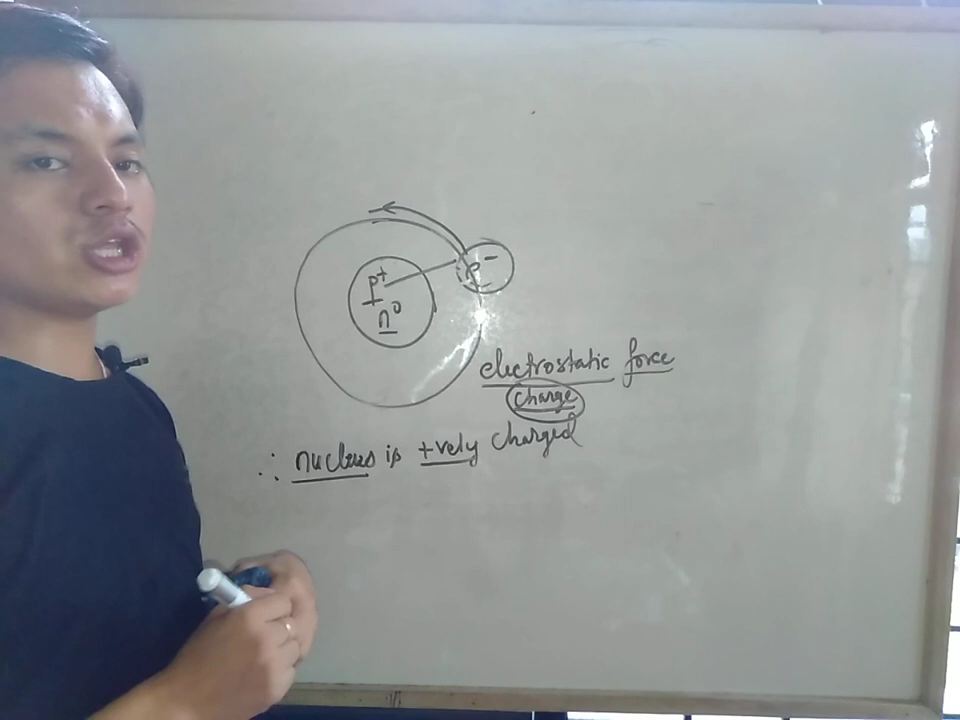 p⁺
e⁻
n⁰
electrostatic force
charge
∴ nucleus is +vely charged